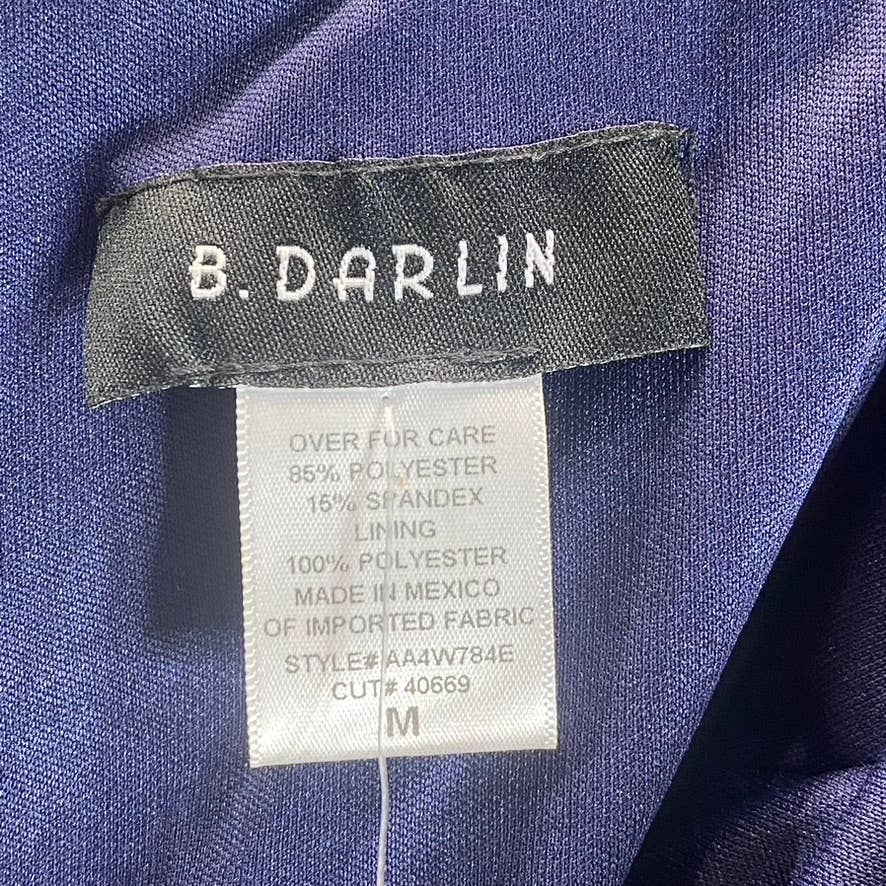 B. DARLIN
OVER FOR CARE
85% POLYESTER
15% SPANDEX
LINING
100% POLYESTER
MADE IN MEXICO
OF IMPORTED FABRIC
STYLE# AA4W784E
CUT# 40669
M